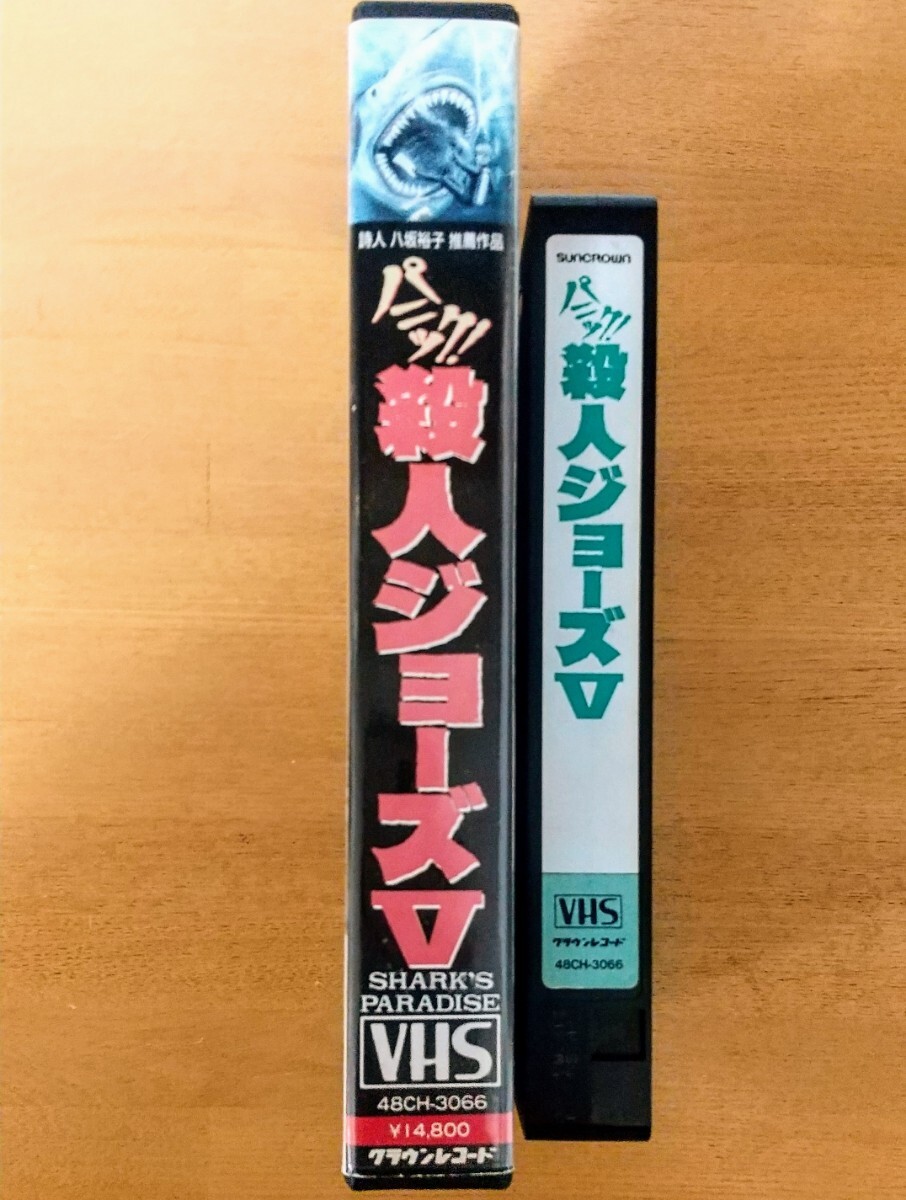 詩人 八坂裕子 推薦作品
パニック!!
殺人ジョーズV
SHARK'S
PARADISE
VHS
48CH-3066
¥14,800
クラウンレコード
SUNCROWN
パニック!!
殺人ジョーズV
VHS
クラウンレコード
48CH-3066